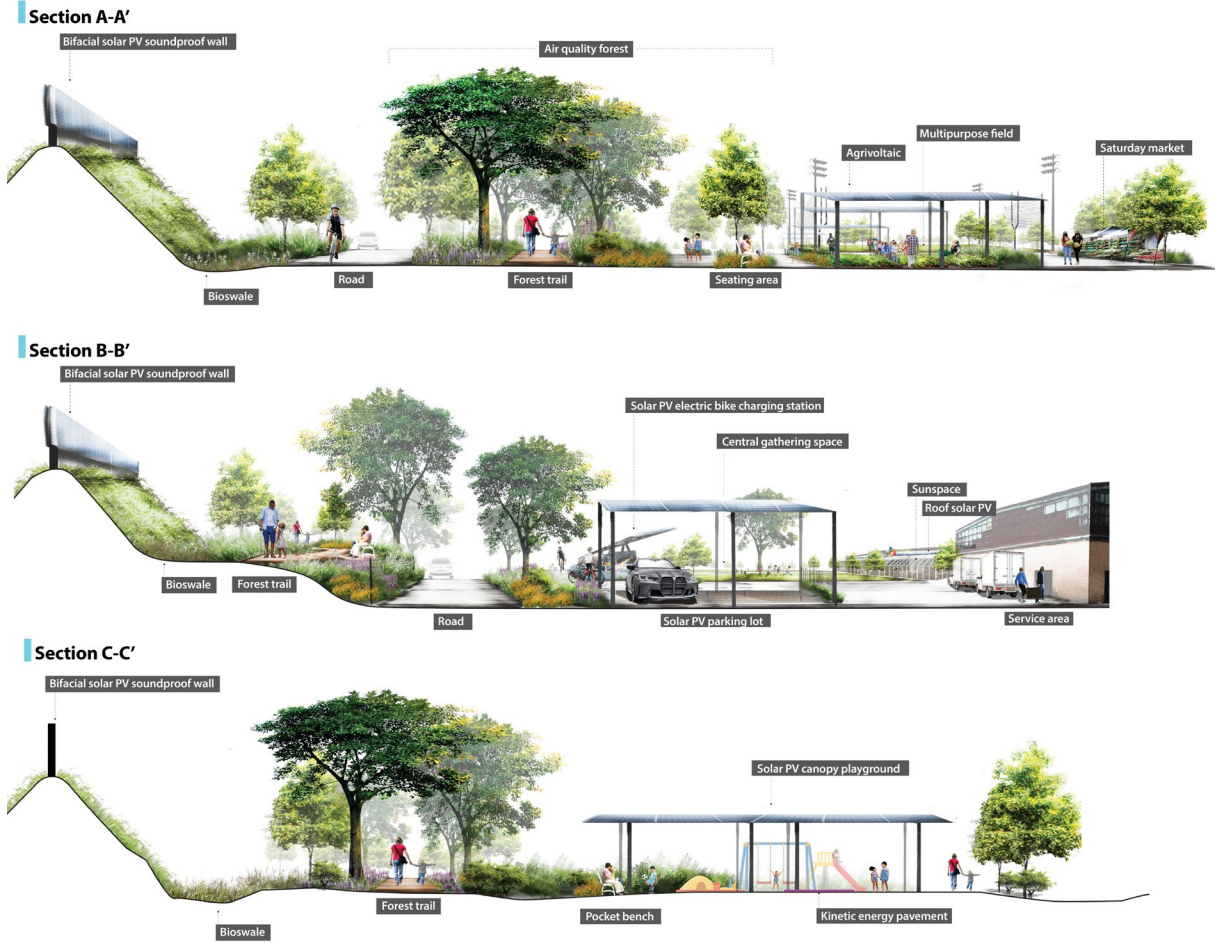 Section A-A’
Bifacial solar PV soundproof wall
Air quality forest
Multipurpose field
Agrivoltaic
Saturday market
Road
Forest trail
Seating area
Bioswale
Section B-B’
Bifacial solar PV soundproof wall
Solar PV electric bike charging station
Central gathering space
Sunspace
Roof solar PV
Bioswale
Forest trail
Road
Solar PV parking lot
Service area
Section C-C’
Bifacial solar PV soundproof wall
Solar PV canopy playground
Forest trail
Pocket bench
Kinetic energy pavement
Bioswale